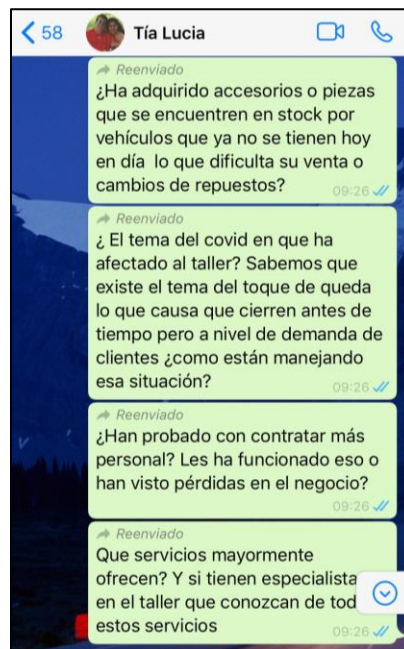 58 Tía Lucia
Reenviado
¿Ha adquirido accesorios o piezas
que se encuentren en stock por
vehículos que ya no se tienen hoy
en día lo que dificulta su venta o
cambios de repuestos? 09:26
Reenviado
¿ El tema del covid en que ha
afectado al taller? Sabemos que
existe el tema del toque de queda
lo que causa que cierren antes de
tiempo pero a nivel de demanda de
clientes ¿como están manejando
esa situación? 09:26
Reenviado
¿Han probado con contratar más
personal? Les ha funcionado eso o
han visto pérdidas en el negocio?
09:26
Reenviado
Que servicios mayormente
ofrecen? Y si tienen especialista
en el taller que conozcan de tod
estos servicios 09:26